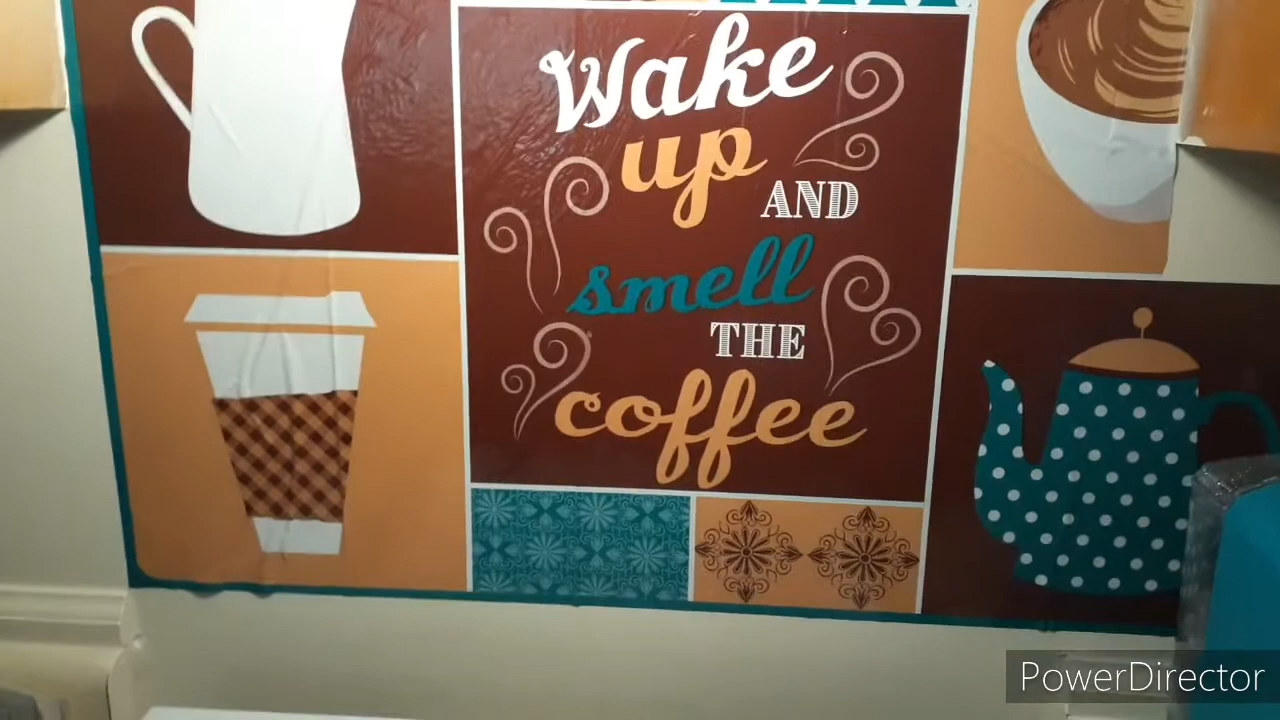 Wake
up
AND
smell
THE
coffee
PowerDirector